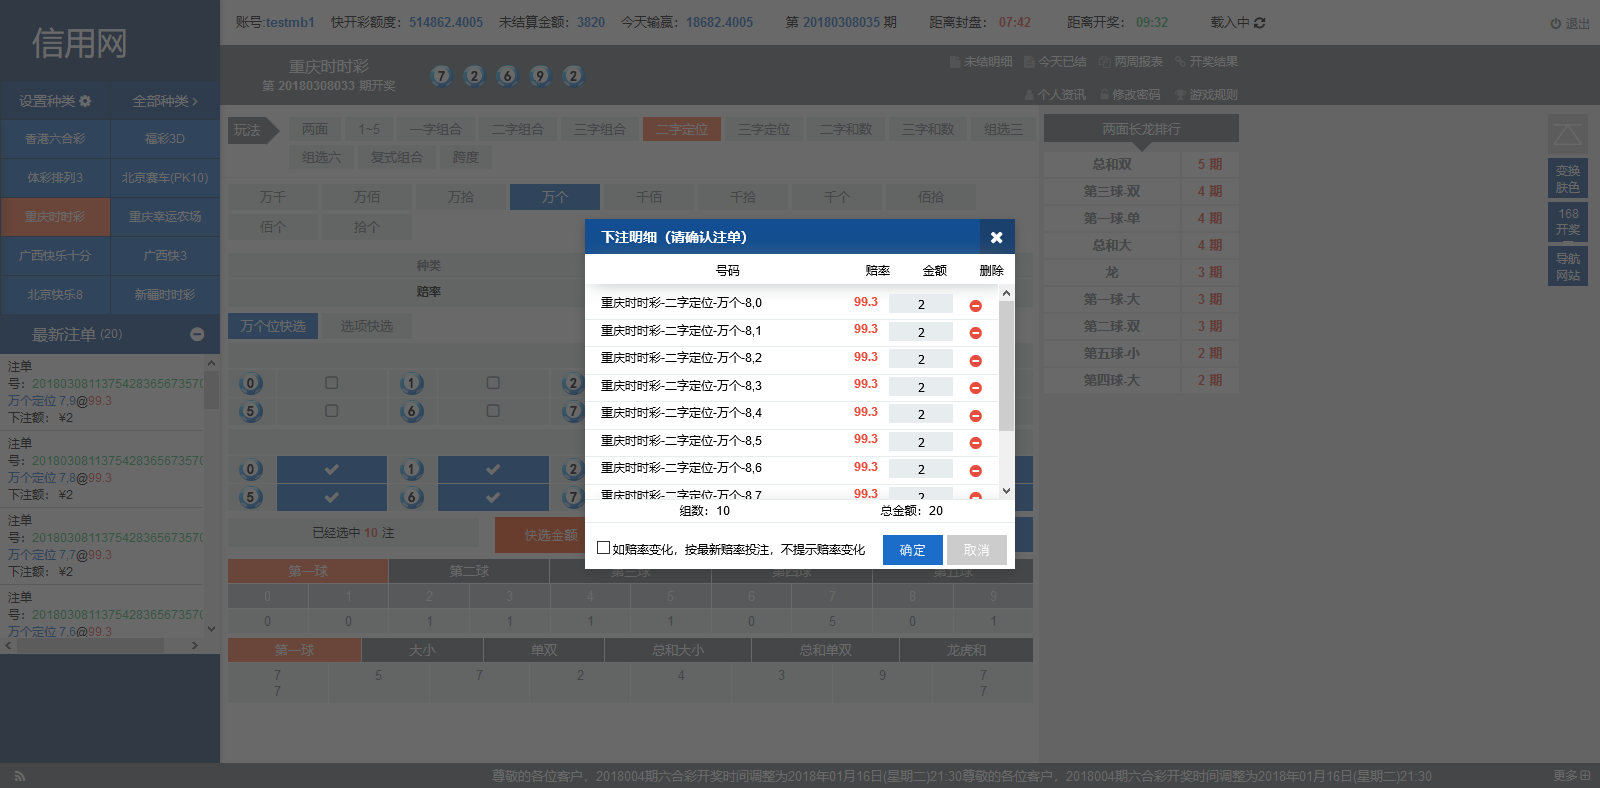 信用网
账号:testmb1 快开彩额度：514862.4005 未结算金额：3820 今天输赢：18682.4005 第 20180308035 期 距离封盘：07:42 距离开奖：09:32 载入中 退出
重庆时时彩
第 20180308033 期开奖
7 2 6 9 2
未结明细 今天已结 两周报表 开奖结果
个人资讯 修改密码 游戏规则
设置种类 全部种类
香港六合彩 福彩3D
体彩排列3 北京赛车(PK10)
重庆时时彩 重庆幸运农场
广西快乐十分 广西快3
北京快乐8 新疆时时彩
最新注单 (20)
注单
号：2018030811375428365673570
万个定位 7,9@99.3
下注额： ¥2
注单
号：2018030811375428365673570
万个定位 7,8@99.3
下注额： ¥2
注单
号：2018030811375428365673570
万个定位 7,7@99.3
下注额： ¥2
注单
号：2018030811375428365673570
万个定位 7,6@99.3
玩法 两面 1~5 一字组合 二字组合 三字组合 二字定位 三字定位 二字和数 三字和数 组选三
组选六 复式组合 跨度
万千 万佰 万拾 万个 千佰 千拾 千个 佰拾
佰个 拾个
种类
赔率
万个位快选 选项快选
0 1 2
5 6 7
0 1 2
5 6 7
已经选中 10 注 快选金额
第一球 第二球 第三球 第四球 第五球
0 1 2 3 4 5 6 7 8 9
0 0 1 1 1 1 0 5 0 1
第一球 大小 单双 总和大小 总和单双 龙虎和
7 5 7 2 4 3 9 7
7 7
下注明细（请确认注单）
号码 赔率 金额 删除
重庆时时彩-二字定位-万个-8,0 99.3 2
重庆时时彩-二字定位-万个-8,1 99.3 2
重庆时时彩-二字定位-万个-8,2 99.3 2
重庆时时彩-二字定位-万个-8,3 99.3 2
重庆时时彩-二字定位-万个-8,4 99.3 2
重庆时时彩-二字定位-万个-8,5 99.3 2
重庆时时彩-二字定位-万个-8,6 99.3 2
重庆时时彩-二字定位-万个-8,7 99.3 2
组数：10 总金额：20
如赔率变化，按最新赔率投注，不提示赔率变化 确定 取消
两面长龙排行
总和双 5 期
第三球-双 4 期
第一球-单 4 期
总和大 4 期
龙 3 期
第一球-大 3 期
第二球-双 3 期
第五球-小 2 期
第四球-大 2 期
变换
肤色
168
开奖
导航
网站
尊敬的各位客户，2018004期六合彩开奖时间调整为2018年01月16日(星期二)21:30尊敬的各位客户，2018004期六合彩开奖时间调整为2018年01月16日(星期二)21:30 更多